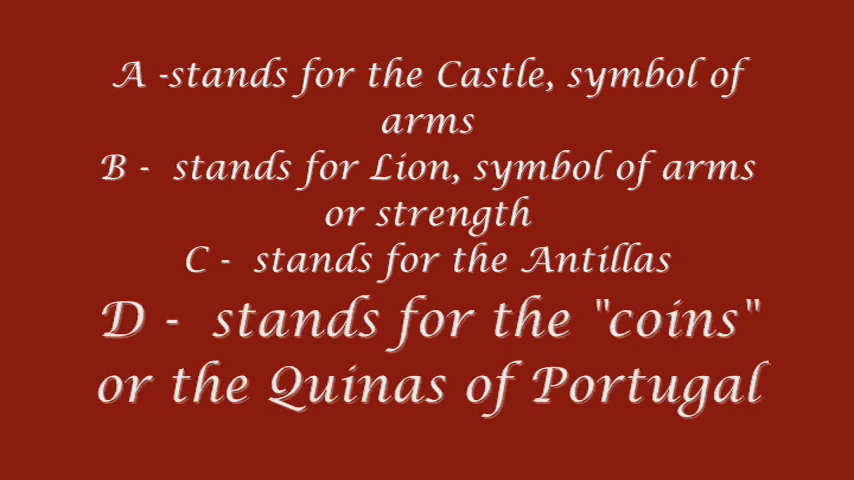 A -stands for the Castle, symbol of
arms
B -  stands for Lion, symbol of arms
or strength
C -  stands for the Antillas
D -  stands for the "coins"
or the Quinas of Portugal